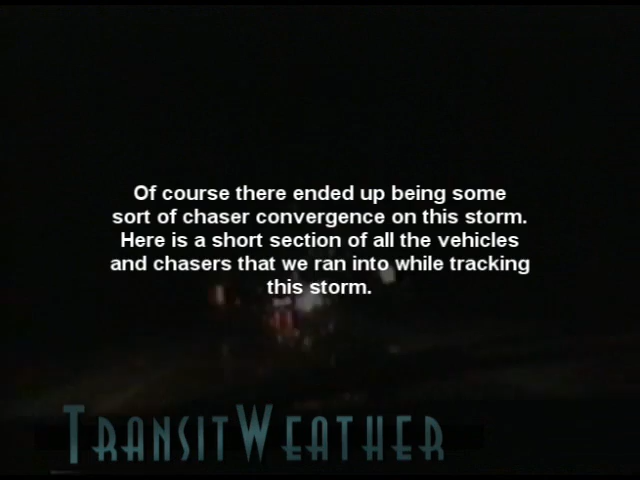 Of course there ended up being some
sort of chaser convergence on this storm.
Here is a short section of all the vehicles
and chasers that we ran into while tracking
this storm.
TRANSITWEATHER